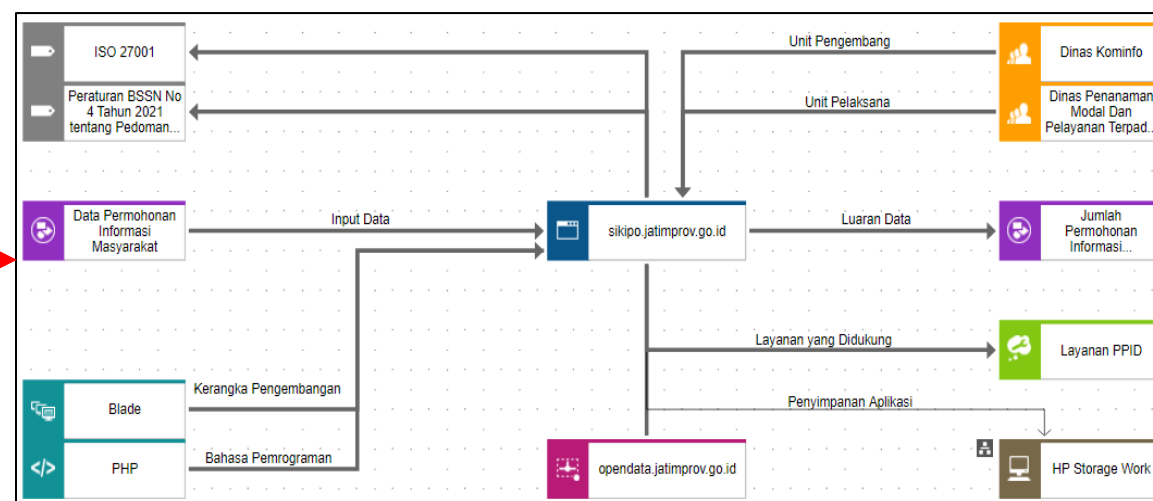 ISO 27001
Peraturan BSSN No
4 Tahun 2021
tentang Pedoman...
Unit Pengembang
Dinas Kominfo
Unit Pelaksana
Dinas Penanaman
Modal Dan
Pelayanan Terpad...
Data Permohonan
Informasi
Masyarakat
Input Data
sikipo.jatimprov.go.id
Luaran Data
Jumlah
Permohonan
Informasi...
Layanan yang Didukung
Layanan PPID
Kerangka Pengembangan
Blade
Penyimpanan Aplikasi
</> PHP
Bahasa Pemrograman
opendata.jatimprov.go.id
HP Storage Work